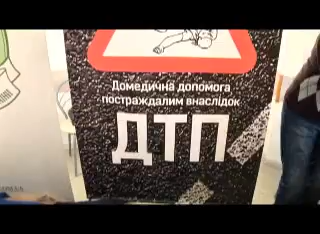 Домедична допомога
постраждалим внаслідок
ДТП